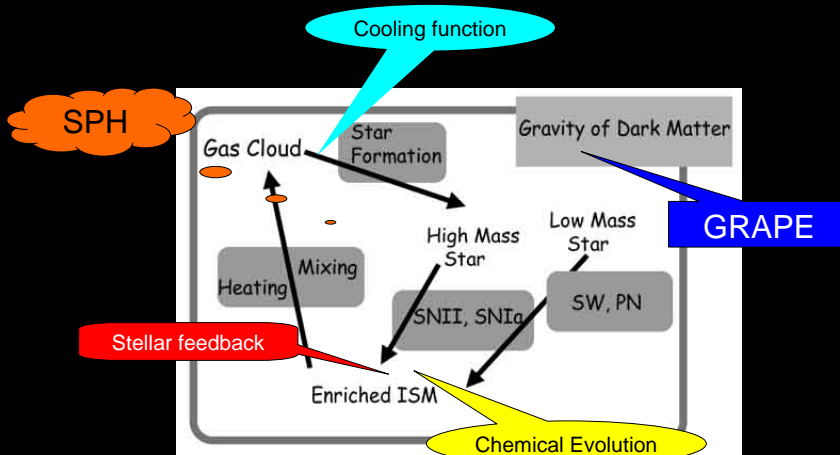 Cooling function
SPH
Gas Cloud
Star
Formation
Gravity of Dark Matter
GRAPE
High Mass
Star
Low Mass
Star
Mixing
Heating
SNII, SNIa
SW, PN
Stellar feedback
Enriched ISM
Chemical Evolution